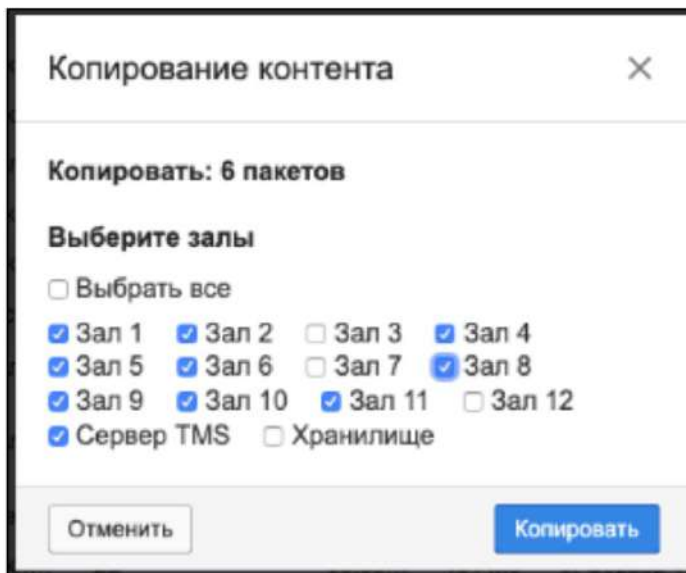 Копирование контента
Копировать: 6 пакетов
Выберите залы
Выбрать все
Зал 1 Зал 2 Зал 3 Зал 4
Зал 5 Зал 6 Зал 7 Зал 8
Зал 9 Зал 10 Зал 11 Зал 12
Сервер TMS Хранилище
Отменить Копировать